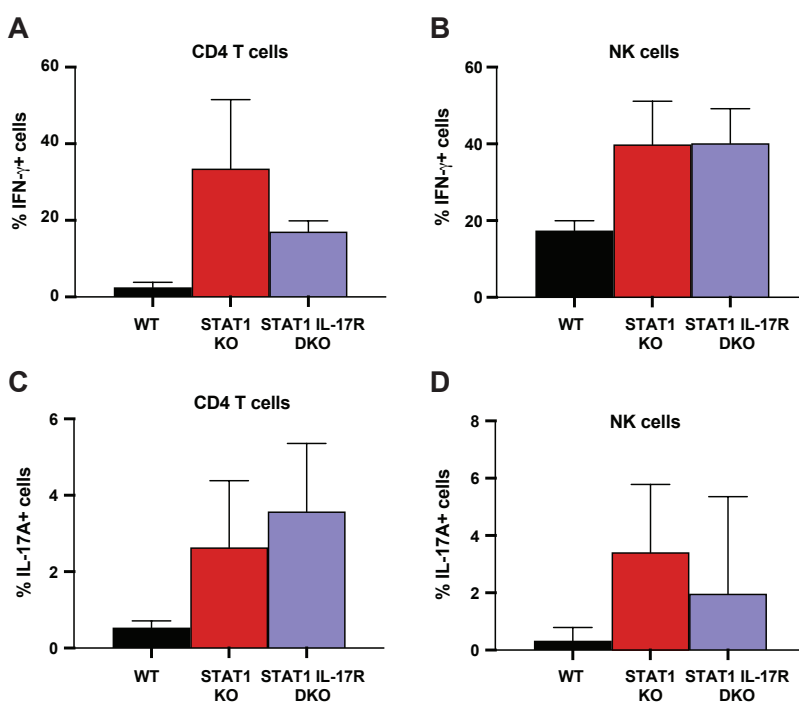 A
CD4 T cells
% IFN-γ+ cells
60
40
20
0
WT
STAT1
KO
STAT1 IL-17R
DKO
B
NK cells
% IFN-γ+ cells
60
40
20
0
WT
STAT1
KO
STAT1 IL-17R
DKO
C
CD4 T cells
% IL-17A+ cells
6
4
2
0
WT
STAT1
KO
STAT1 IL-17R
DKO
D
NK cells
% IL-17A+ cells
8
6
4
2
0
WT
STAT1
KO
STAT1 IL-17R
DKO